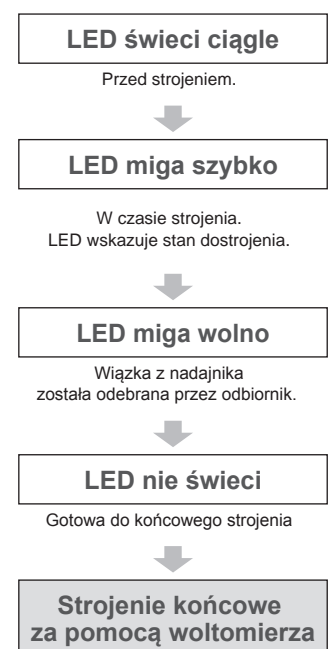 LED świeci ciągle
Przed strojeniem.
LED miga szybko
W czasie strojenia.
LED wskazuje stan dostrojenia.
LED miga wolno
Wiązka z nadajnika
została odebrana przez odbiornik.
LED nie świeci
Gotowa do końcowego strojenia
Strojenie końcowe
za pomocą woltomierza